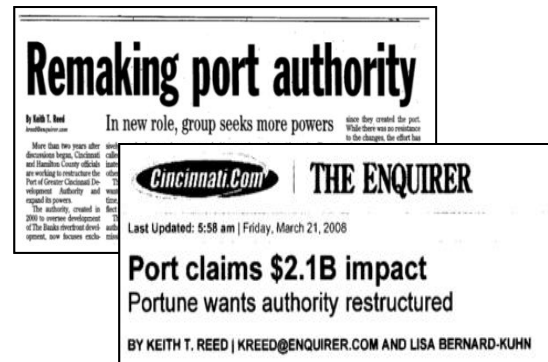 Remaking port authority
By Keith T. Reed
kreed@enquirer.com
In new role, group seeks more powers
More than two years after
discussions began, Cincinnati
and Hamilton County officials
are working to restructure the
Port of Greater Cincinnati De-
velopment Authority and
expand its powers.
The authority, created in
2000 to oversee development
of The Banks riverfront devel-
opment, now focuses exclu-
since they created the port.
While there was no resistance
to the changes, the effort has
Cincinnati.Com
THE ENQUIRER
Last Updated: 5:58 am | Friday, March 21, 2008
Port claims $2.1B impact
Portune wants authority restructured
BY KEITH T. REED | KREED@ENQUIRER.COM AND LISA BERNARD-KUHN